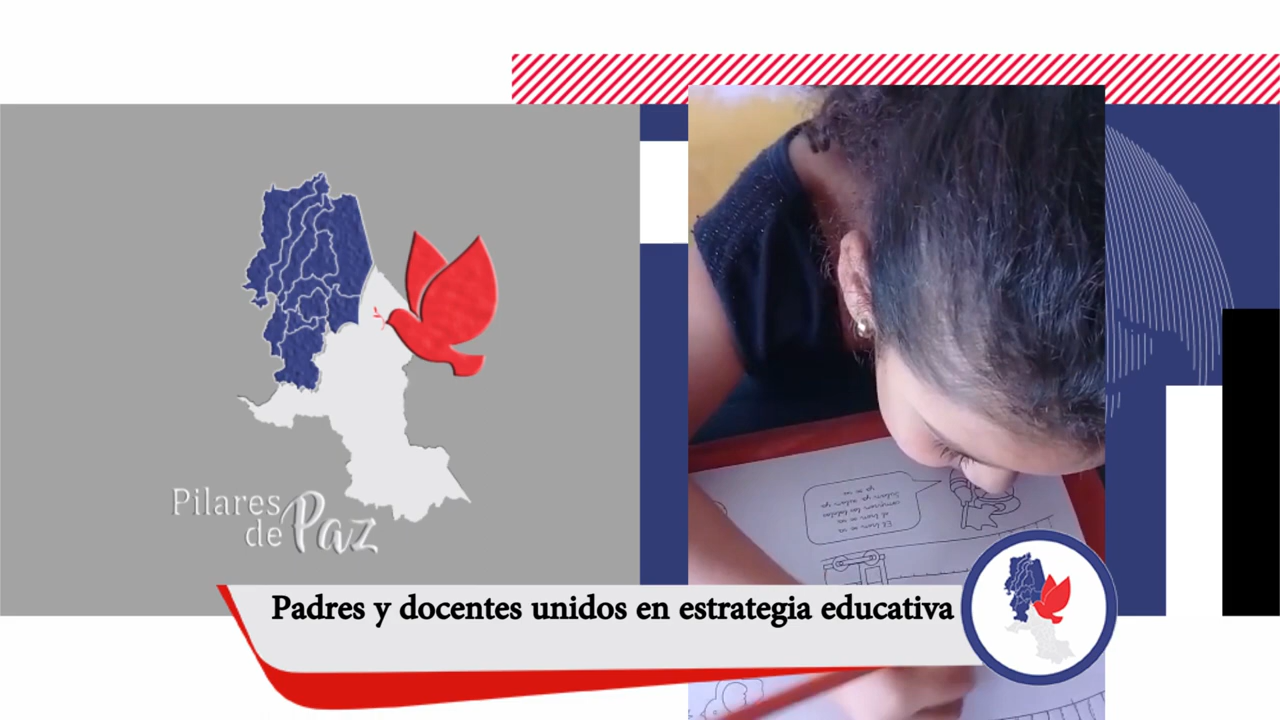 Pilares
de Paz
Padres y docentes unidos en estrategia educativa